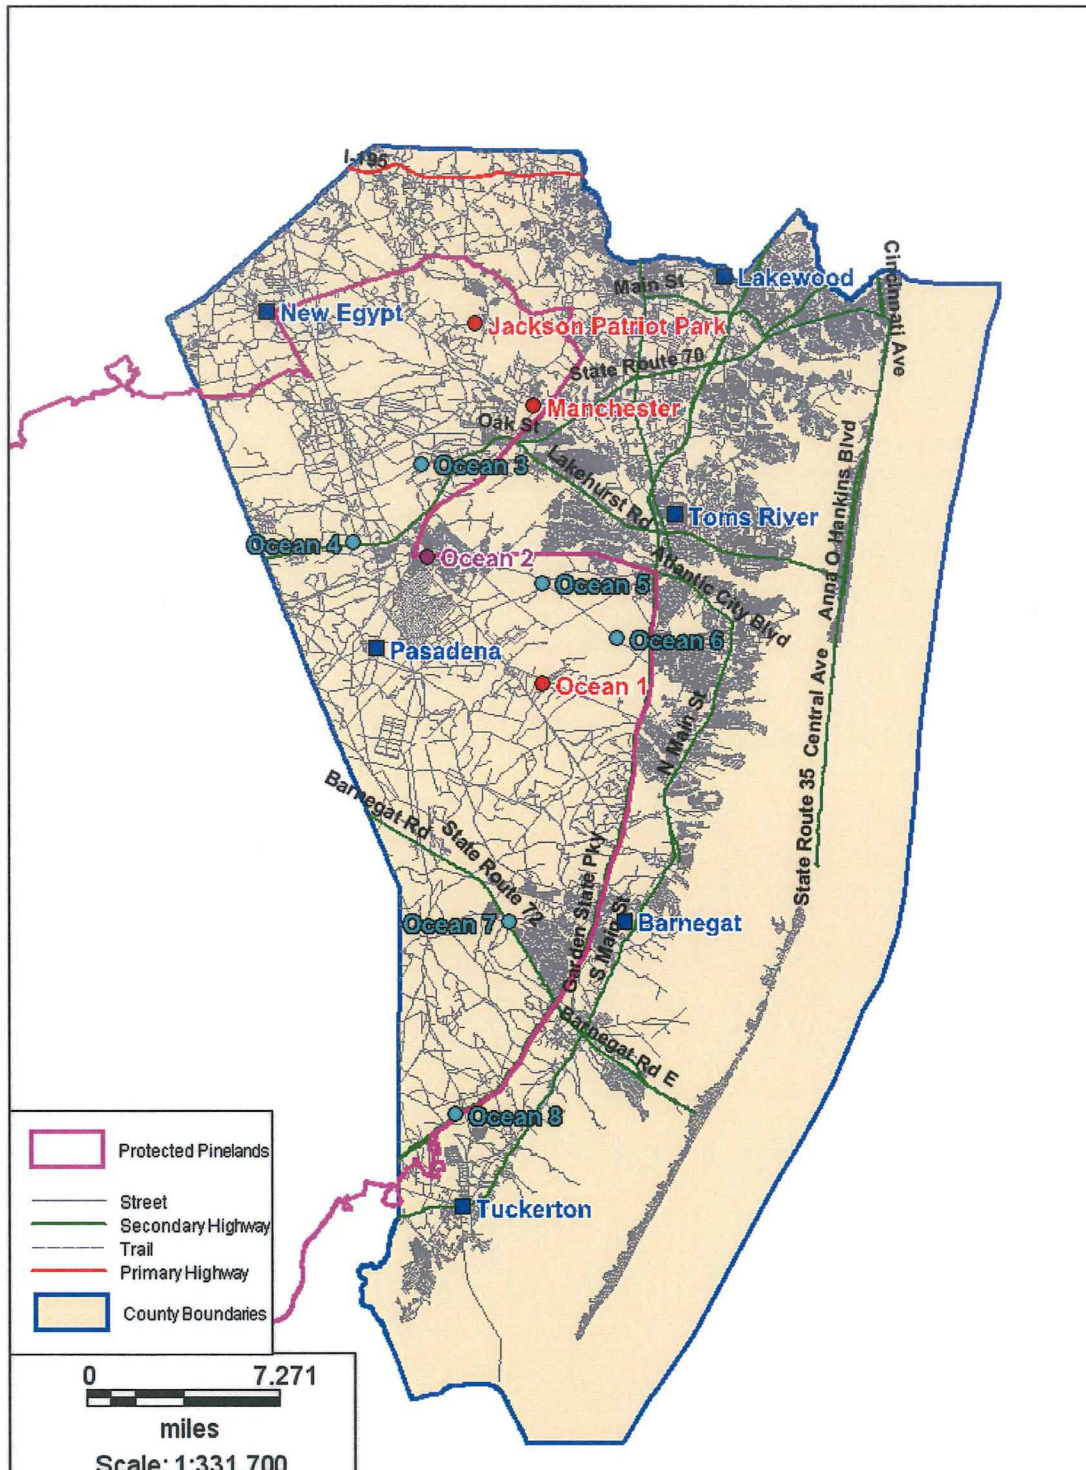 I-195
Cincinnati Ave
Main St
Lakewood
New Egypt
Jackson Patriot Park
State Route 70
Manchester
Oak St
Ocean 3
Lakehurst Rd
Anna O Hankins Blvd
Toms River
Ocean 4
Ocean 2
Atlantic City Blvd
Ocean 5
Ocean 6
Pasadena
Ocean 1
N Main St
Central Ave
Barnegat Rd
State Route 72
State Route 35
Garden State Pky
S Main St
Ocean 7
Barnegat
Barnegat Rd E
Ocean 8
Tuckerton
Protected Pinelands
Street
Secondary Highway
Trail
Primary Highway
County Boundaries
0 7.271
miles
Scale: 1:331,700